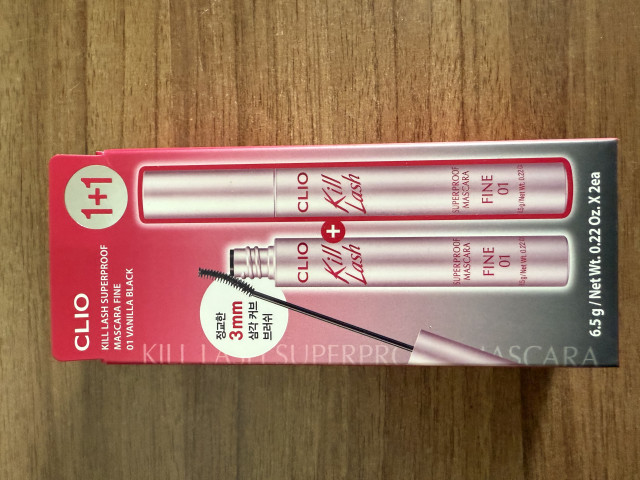 1+1
CLIO
KILL LASH SUPERPROOF
MASCARA FINE
01 VANILLA BLACK
CLIO
Kill
Lash
SUPERPROOF
MASCARA
FINE
01
+
CLIO
Kill
Lash
SUPERPROOF
MASCARA
FINE
01
정교한
3mm
삼각 커브
브러쉬
KILL LASH SUPERPRO
MASCARA
6.5 g / Net Wt. 0.22 Oz. X 2ea